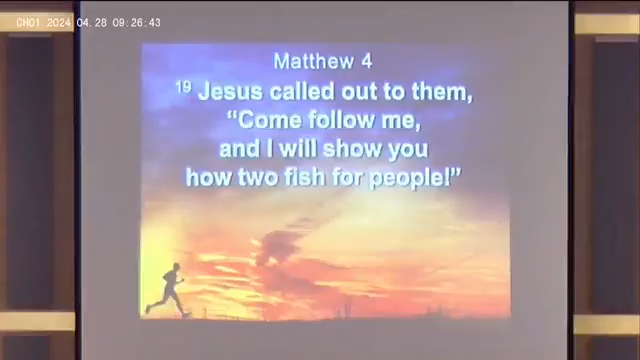 CH01 2024.04.28 09:26:43
Matthew 4
19 Jesus called out to them,
“Come follow me,
and I will show you
how two fish for people!”